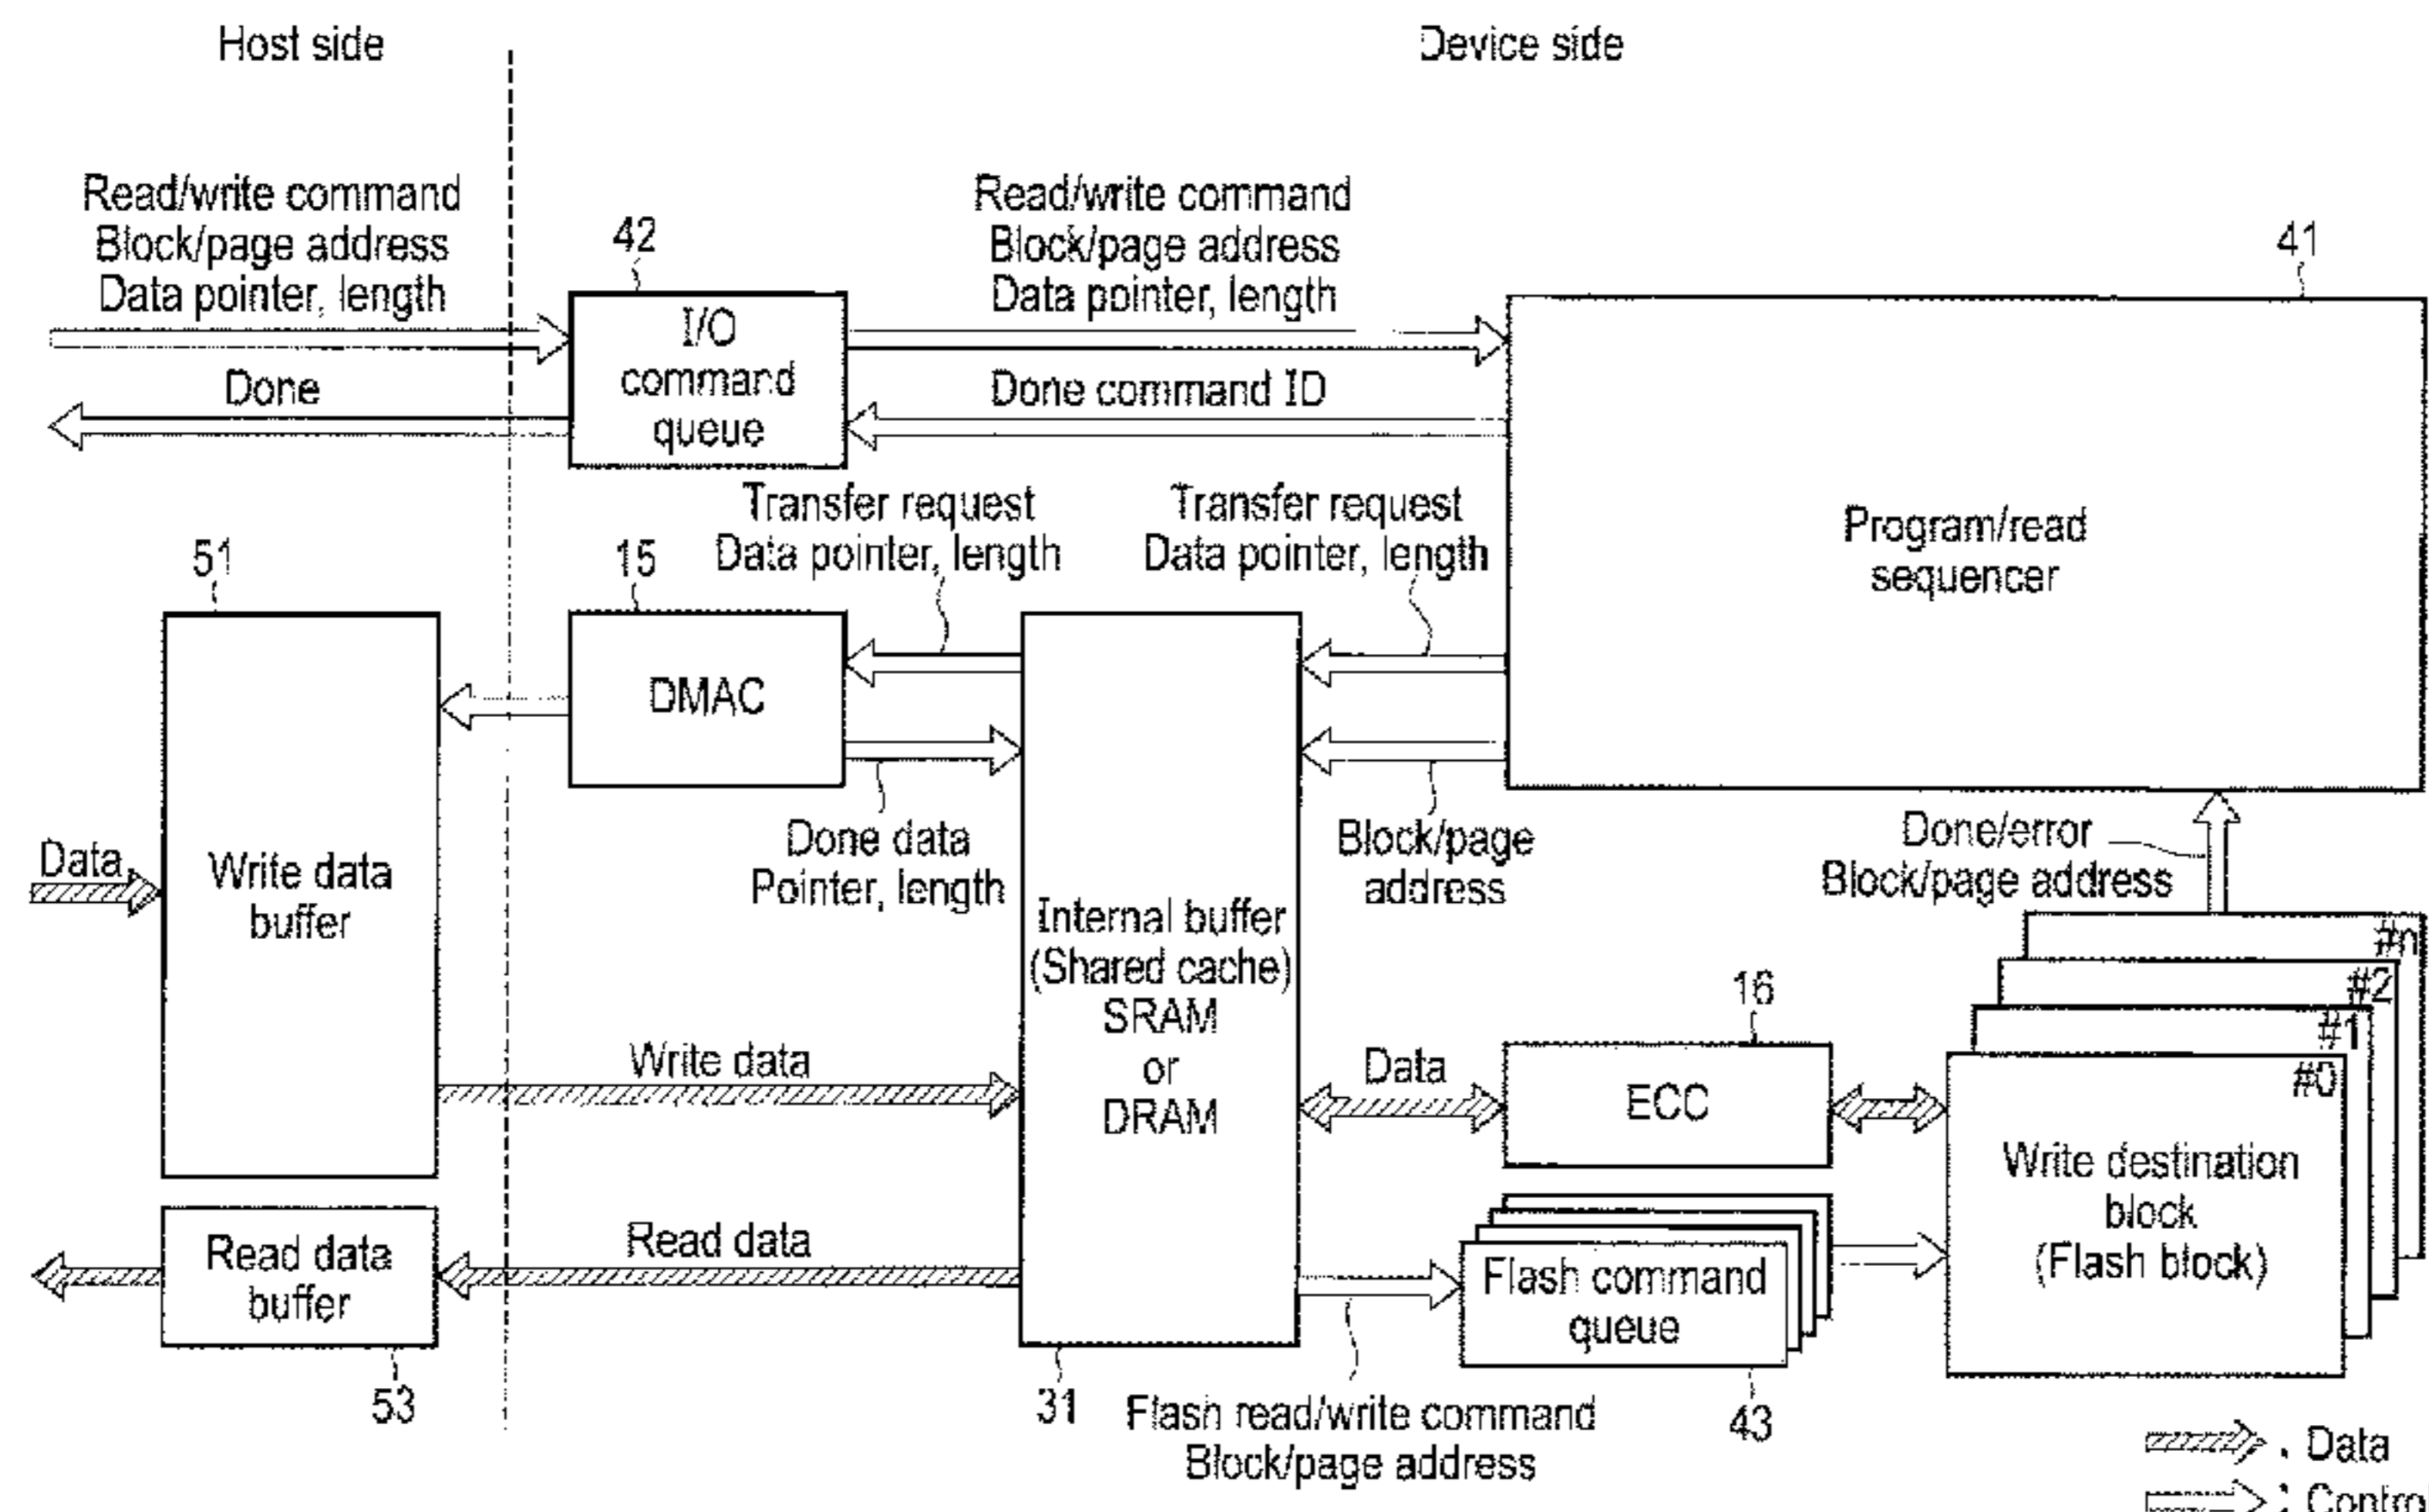 Host side
Device side
Read/write command
Block/page address
Data pointer, length
42
Read/write command
Block/page address
Data pointer, length
41
I/O
command
queue
Done
Done command ID
Program/read
sequencer
51
15
Transfer request
Data pointer, length
Transfer request
Data pointer, length
DMAC
Data
Write data
buffer
Done data
Pointer, length
Block/page
address
Done/error
Block/page address
Internal buffer
(Shared cache)
SRAM
or
DRAM
#n
#2
#1
#0
16
Write data
Data
ECC
Write destination
block
(Flash block)
Read data
buffer
Read data
Flash command
queue
53
31
Flash read/write command
Block/page address
43
: Data
: Control